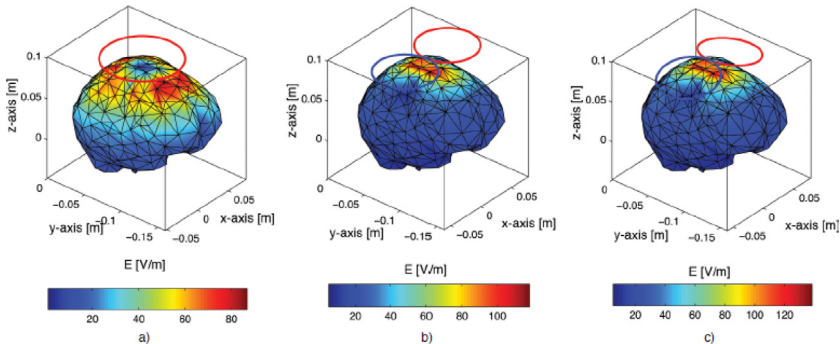 0.1
0.05
0
z-axis [m]
0
−0.05
−0.1
−0.15
y-axis [m]
−0.05
0
0.05
x-axis [m]
E [V/m]
20 40 60 80
a)
0.1
0.05
0
z-axis [m]
0
−0.05
−0.1
−0.15
y-axis [m]
−0.05
0
0.05
x-axis [m]
E [V/m]
20 40 60 80 100
b)
0.1
0.05
0
z-axis [m]
0
−0.05
−0.1
−0.15
y-axis [m]
−0.05
0
0.05
x-axis [m]
E [V/m]
20 40 60 80 100 120
c)